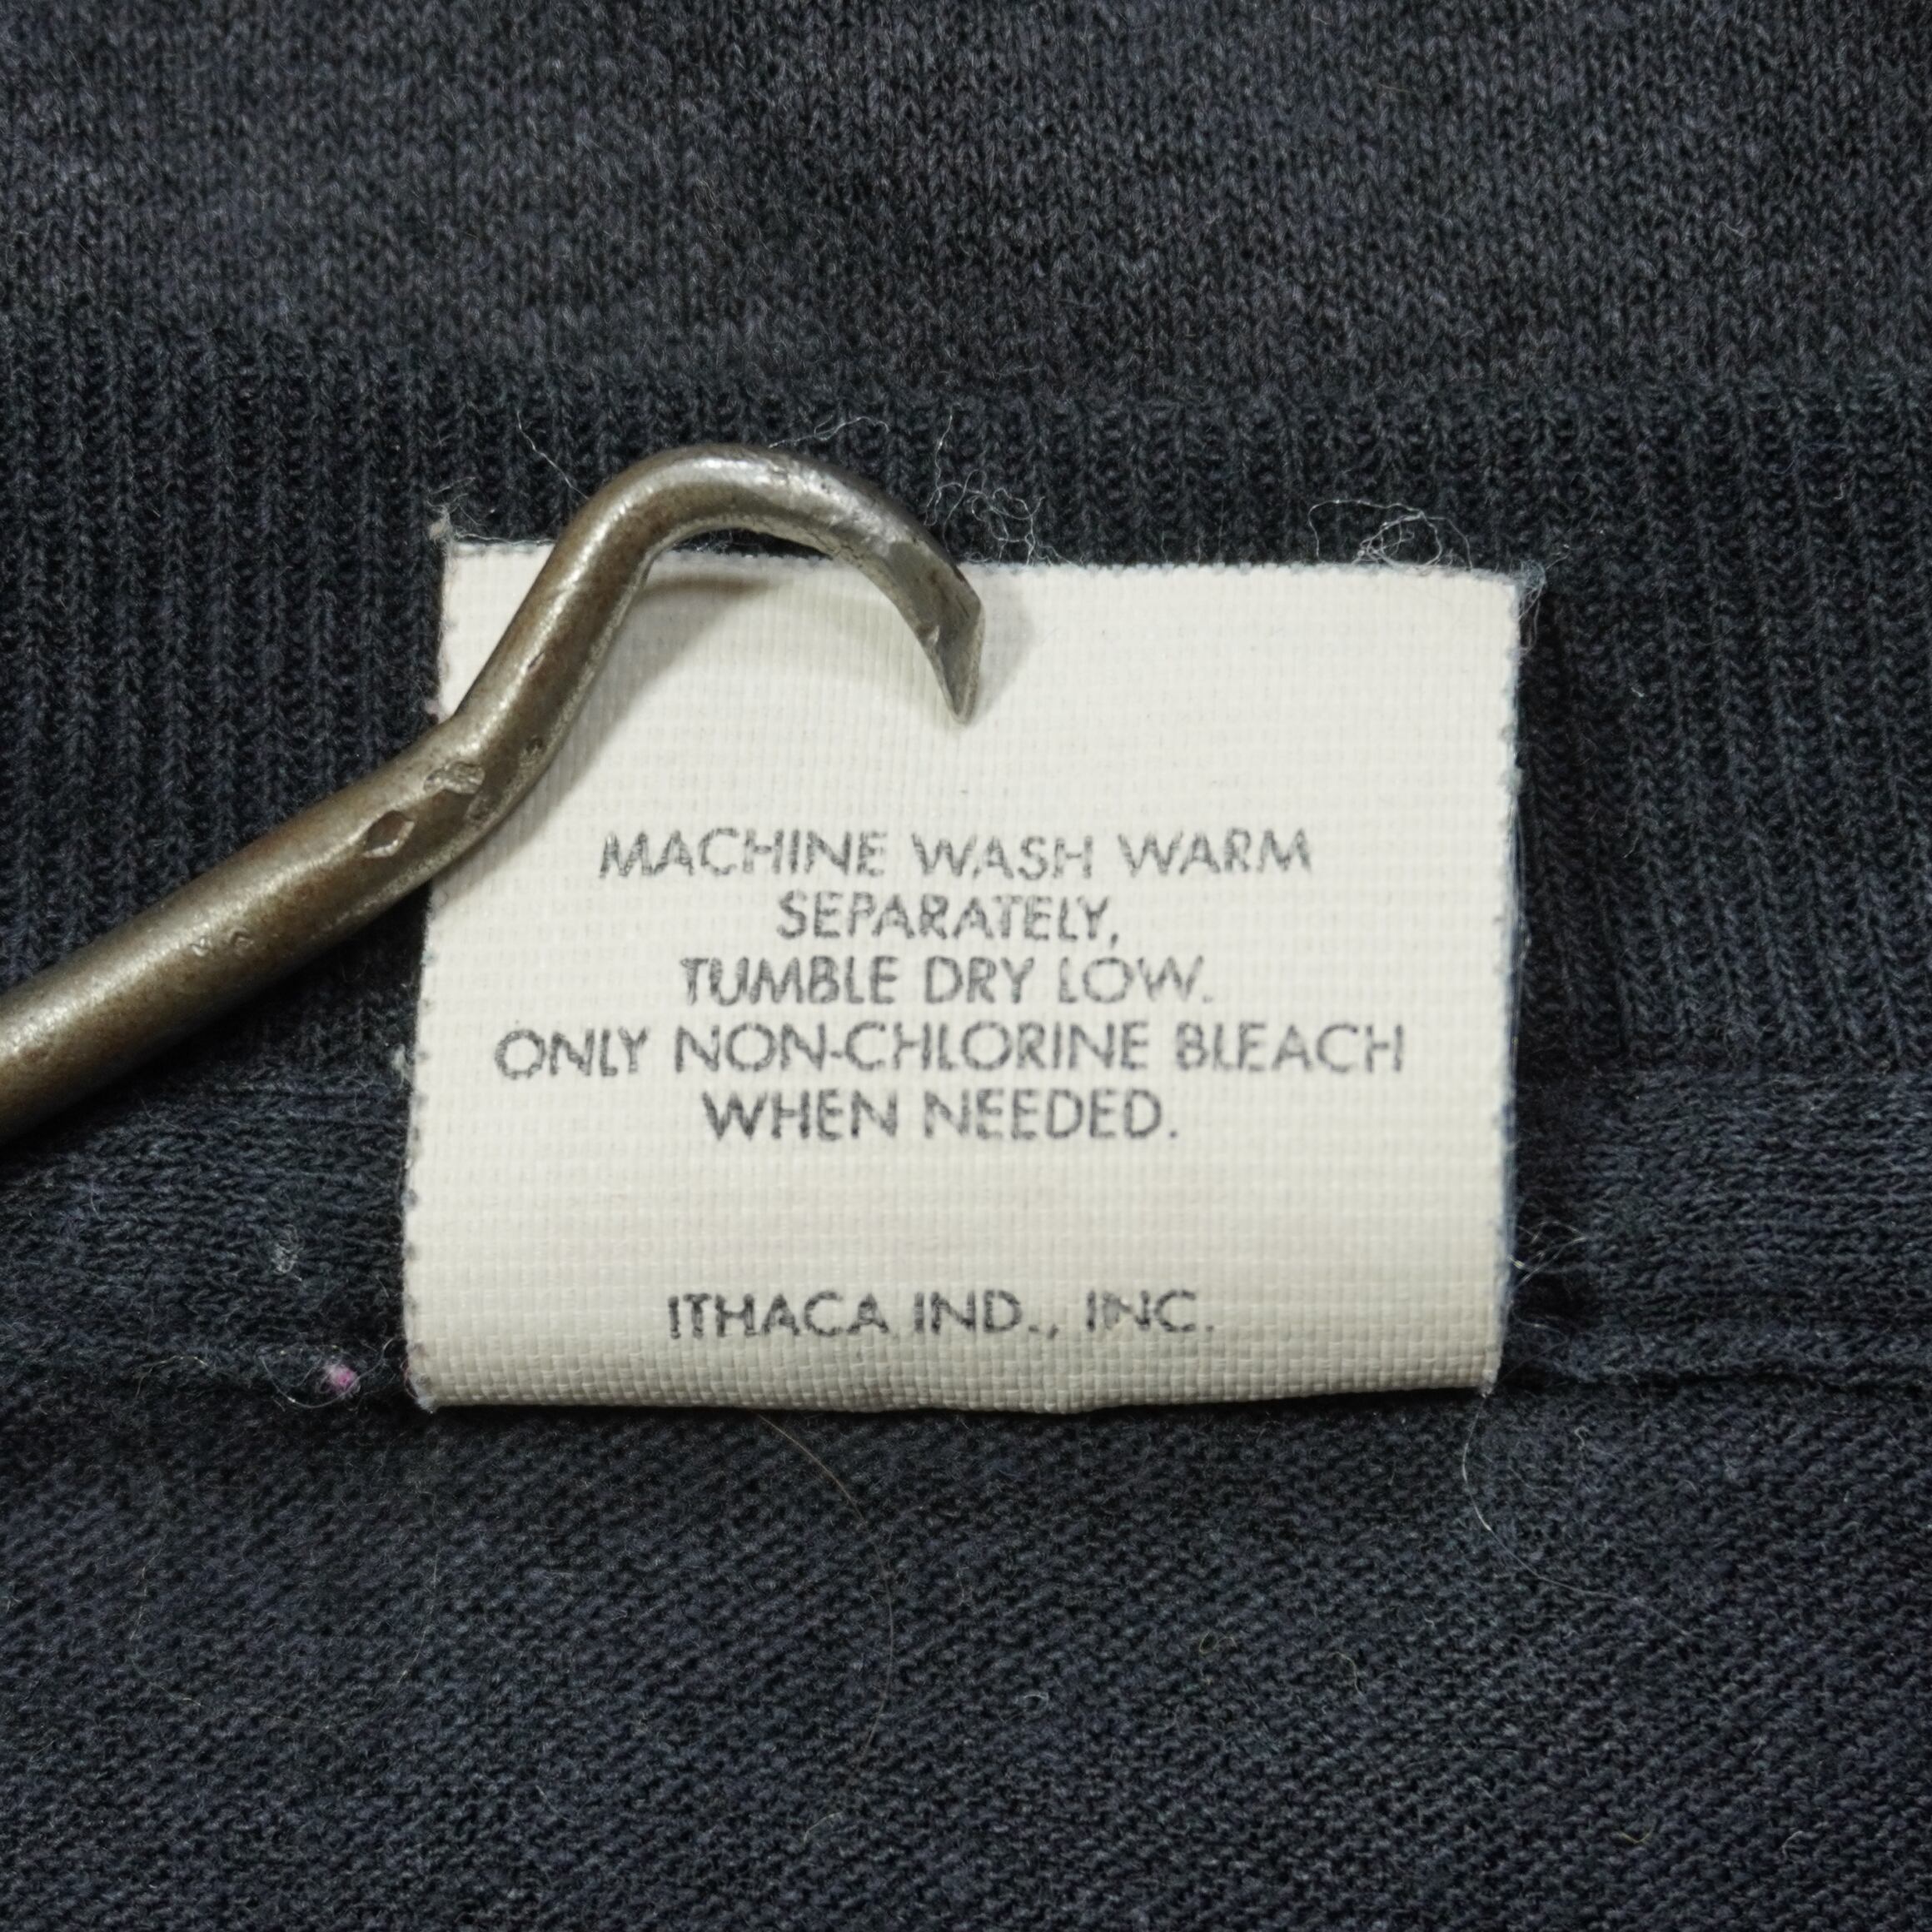 MACHINE WASH WARM
SEPARATELY,
TUMBLE DRY LOW.
ONLY NON-CHLORINE BLEACH
WHEN NEEDED.
ITHACA IND., INC.